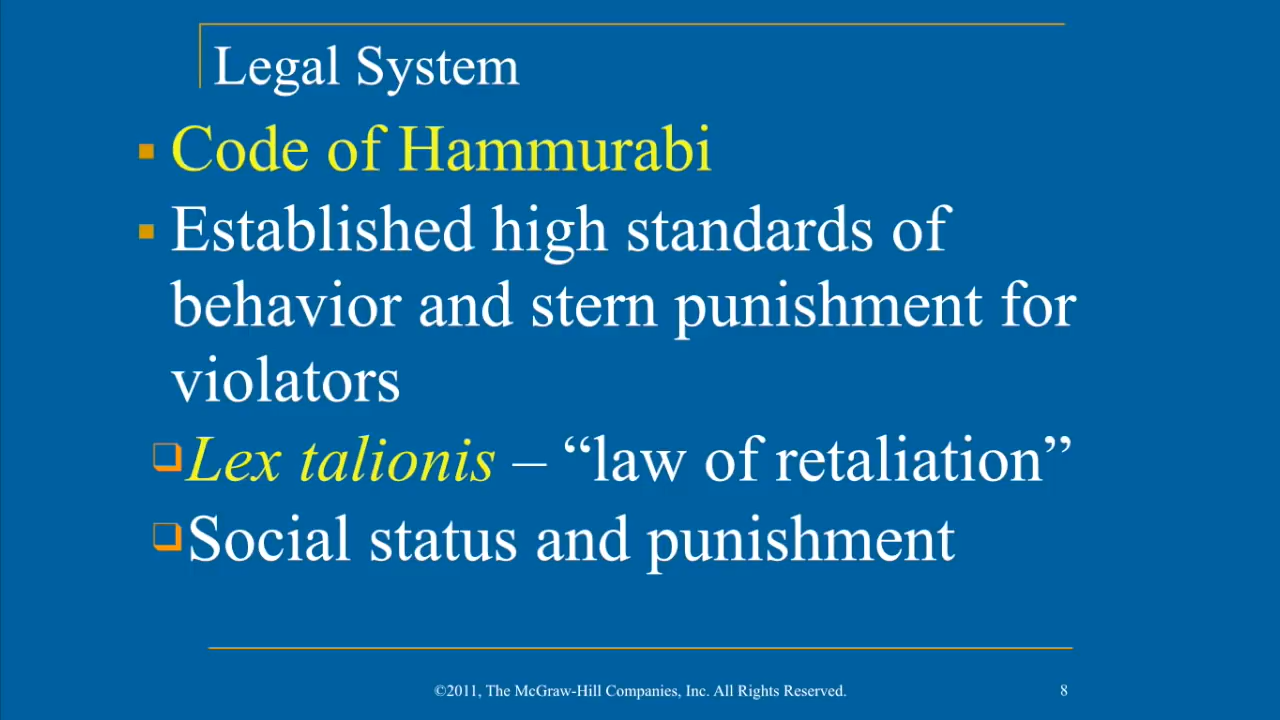 Legal System
Code of Hammurabi
Established high standards of
behavior and stern punishment for
violators
Lex talionis – “law of retaliation”
Social status and punishment
©2011, The McGraw-Hill Companies, Inc. All Rights Reserved.
8